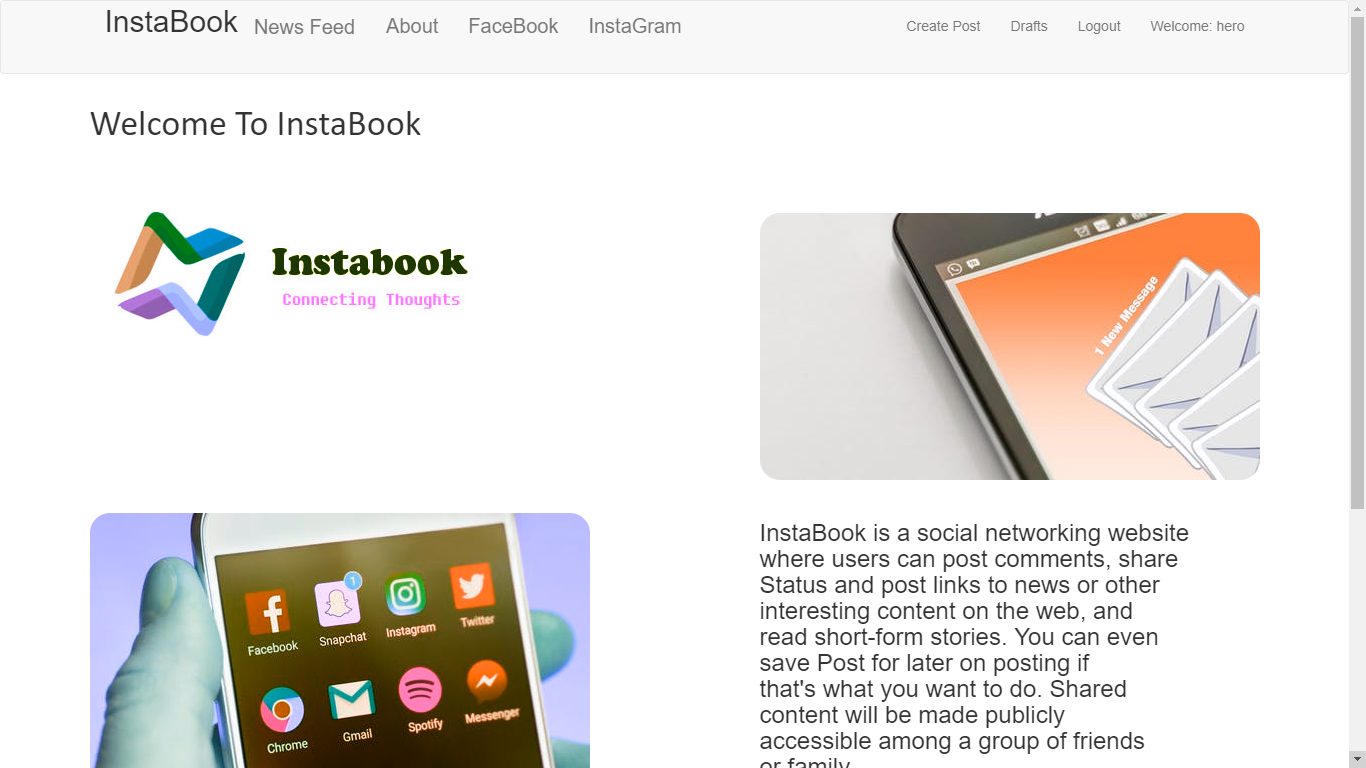 InstaBook News Feed About FaceBook InstaGram Create Post Drafts Logout Welcome: hero
Welcome To InstaBook
Instabook
Connecting Thoughts
1 New Message
InstaBook is a social networking website
where users can post comments, share
Status and post links to news or other
interesting content on the web, and
read short-form stories. You can even
save Post for later on posting if
that's what you want to do. Shared
content will be made publicly
accessible among a group of friends
or family
1
Facebook Snapchat Instagram Twitter
Chrome Gmail Spotify Messenger